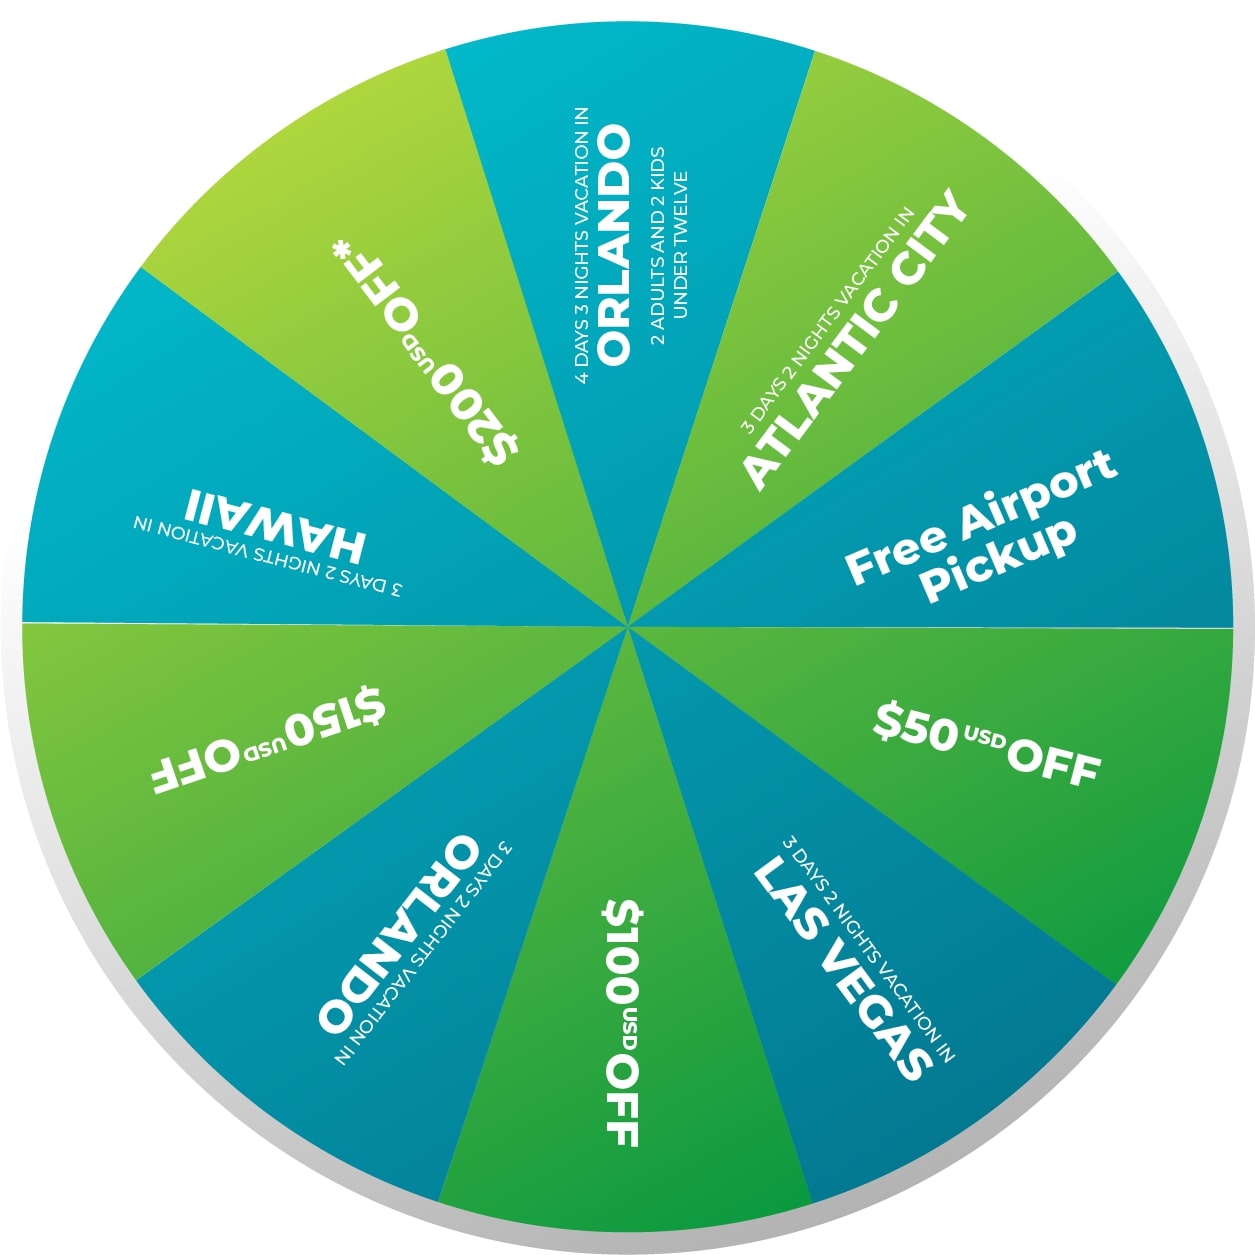 4 DAYS 3 NIGHTS VACATION IN
ORLANDO
2 ADULTS AND 2 KIDS
UNDER TWELVE
3 DAYS 2 NIGHTS VACATION IN
ATLANTIC CITY
Free Airport
Pickup
$50 USD OFF
3 DAYS 2 NIGHTS VACATION IN
LAS VEGAS
$100 USD OFF
3 DAYS 2 NIGHTS VACATION IN
ORLANDO
$150 USD OFF
3 DAYS 2 NIGHTS VACATION IN
HAWAII
$200 USD OFF*